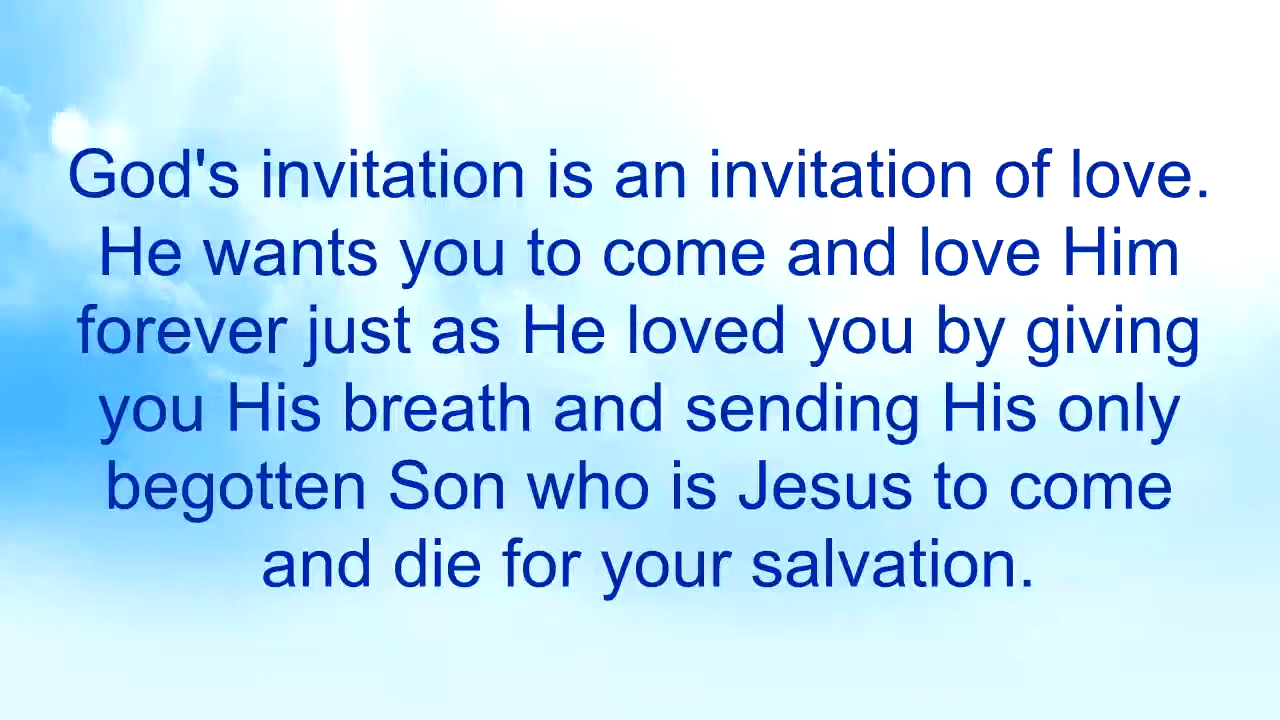 God's invitation is an invitation of love.
He wants you to come and love Him
forever just as He loved you by giving
you His breath and sending His only
begotten Son who is Jesus to come
and die for your salvation.